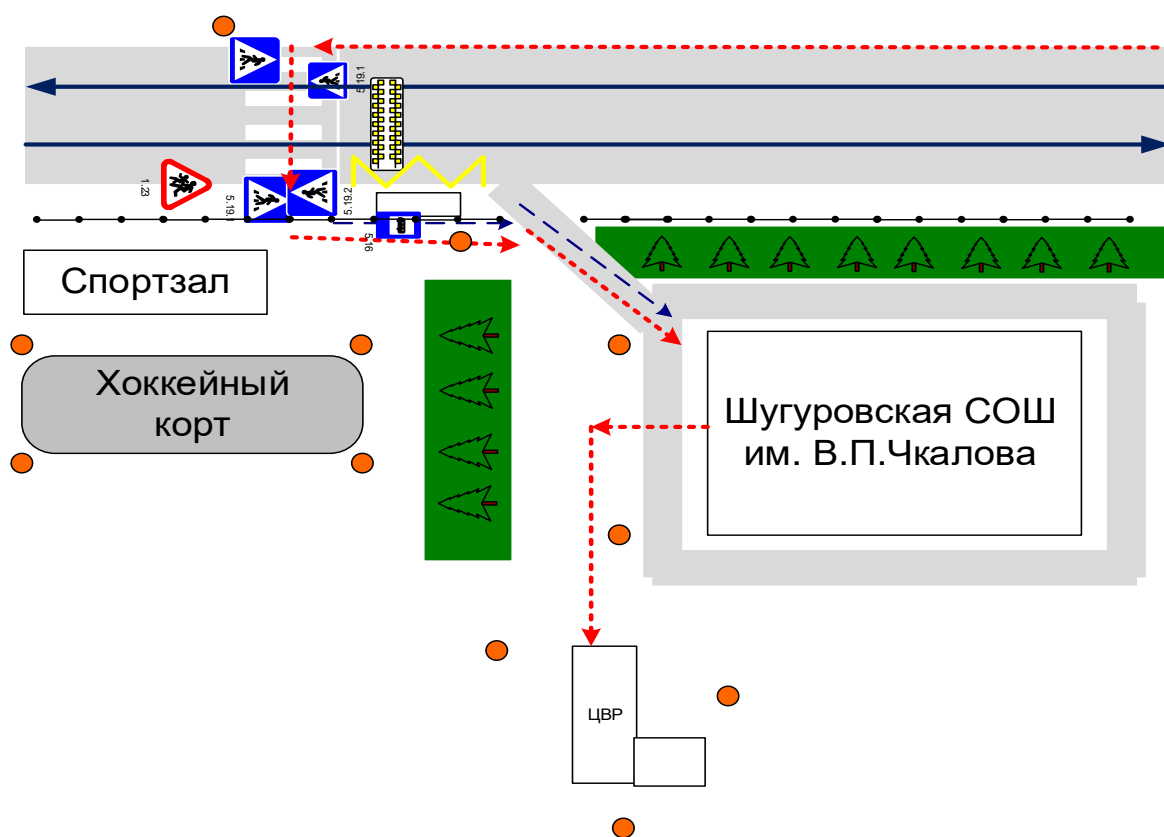 5.19.1
1.23
5.19.1
5.19.2
5.16
Спортзал
Хоккейный
корт
Шугуровская СОШ
им. В.П.Чкалова
ЦВР